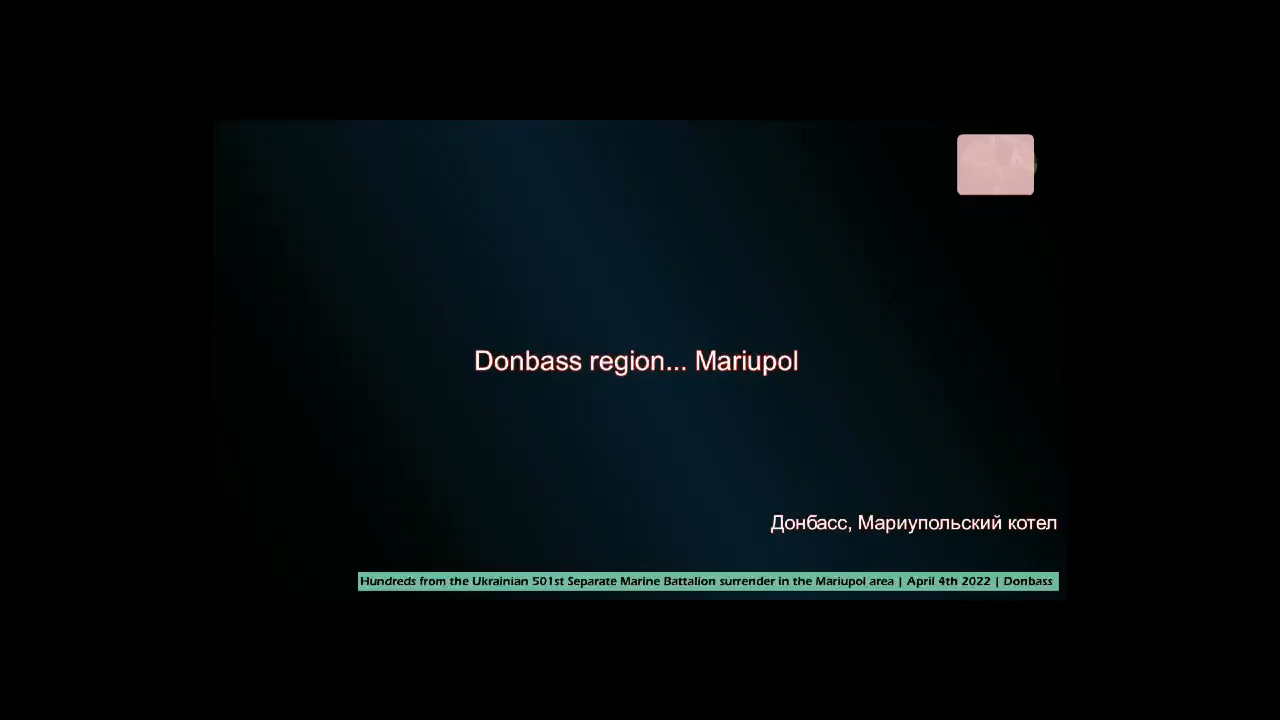 Donbass region... Mariupol
Донбасс, Мариупольский котел
Hundreds from the Ukrainian 501st Separate Marine Battalion surrender in the Mariupol area | April 4th 2022 | Donbass